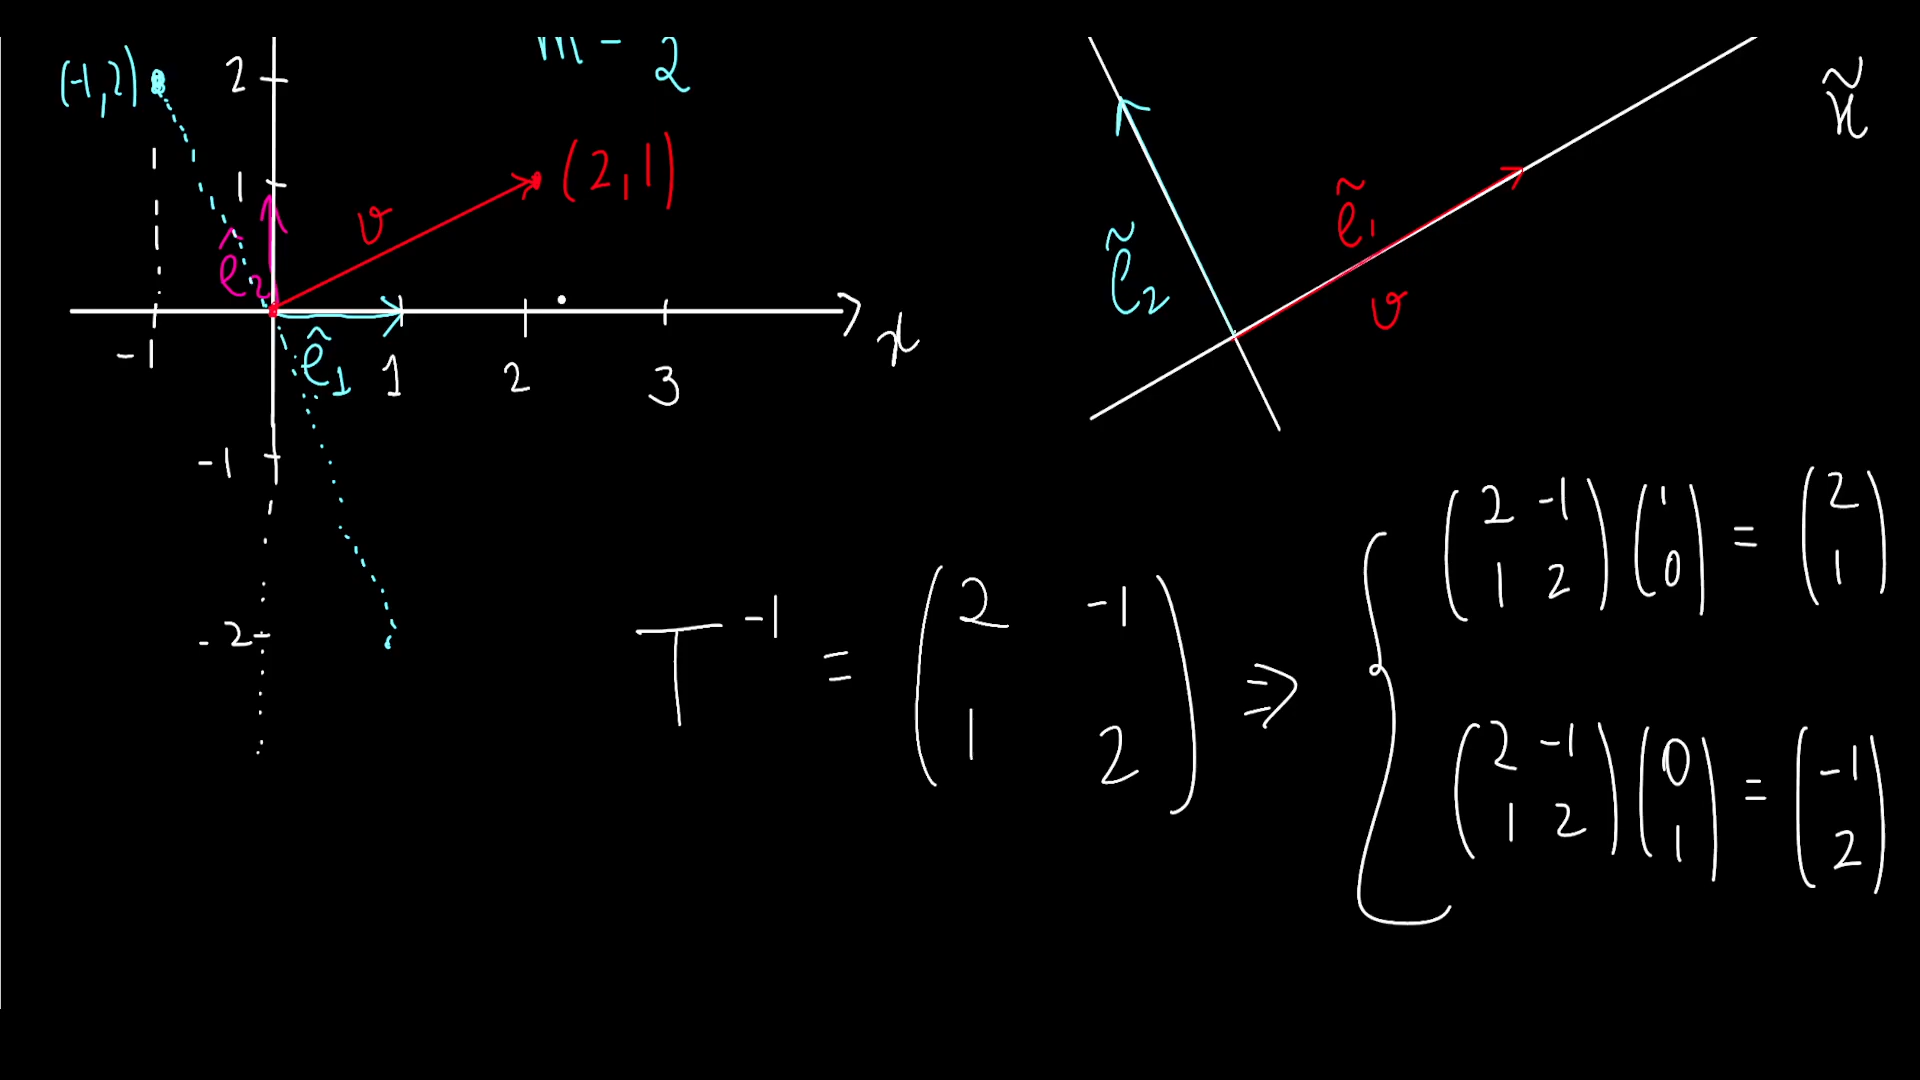 m - 2
(-1,2)
2
1
v
(2,1)
ê₂
-1
ẽ₁
1
2
3
x
-1
-2
x̃
ẽ₁
ẽ₂
v
T⁻¹ = (2 -1
1 2) ⇒
(2 -1
1 2)(1
0) = (2
1)
(2 -1
1 2)(0
1) = (-1
2)